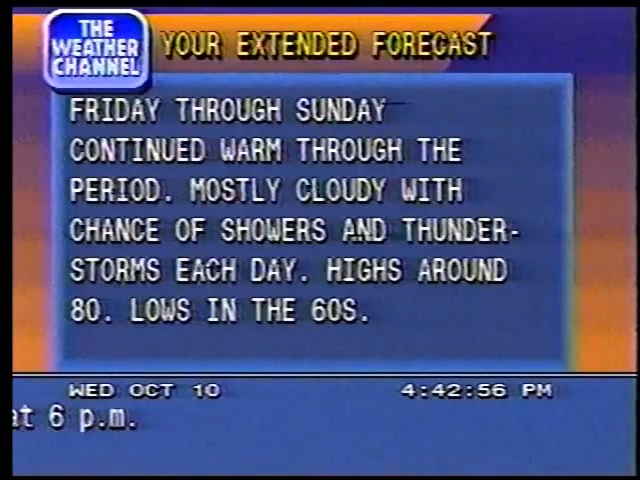 THE
WEATHER
CHANNEL
YOUR EXTENDED FORECAST
FRIDAY THROUGH SUNDAY
CONTINUED WARM THROUGH THE
PERIOD. MOSTLY CLOUDY WITH
CHANCE OF SHOWERS AND THUNDER-
STORMS EACH DAY. HIGHS AROUND
80. LOWS IN THE 60S.
WED OCT 10 4:42:56 PM
at 6 p.m.